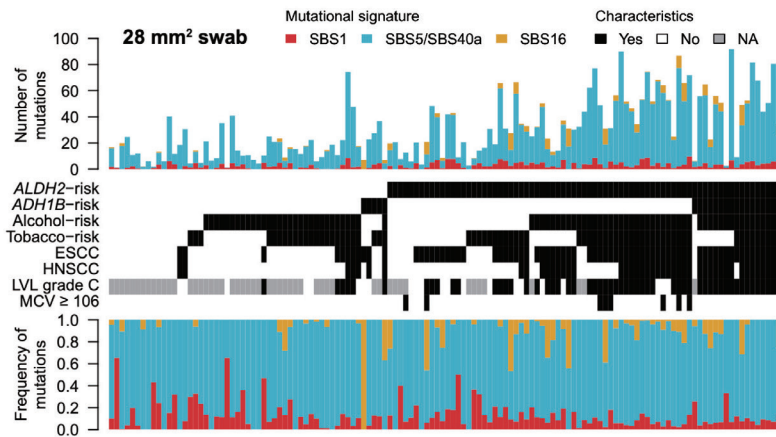 28 mm² swab
Mutational signature
SBS1 SBS5/SBS40a SBS16
Characteristics
Yes No NA
Number of
mutations
100
80
60
40
20
0
ALDH2–risk
ADH1B–risk
Alcohol–risk
Tobacco–risk
ESCC
HNSCC
LVL grade C
MCV ≥ 106
Frequency of
mutations
1.0
0.8
0.6
0.4
0.2
0.0